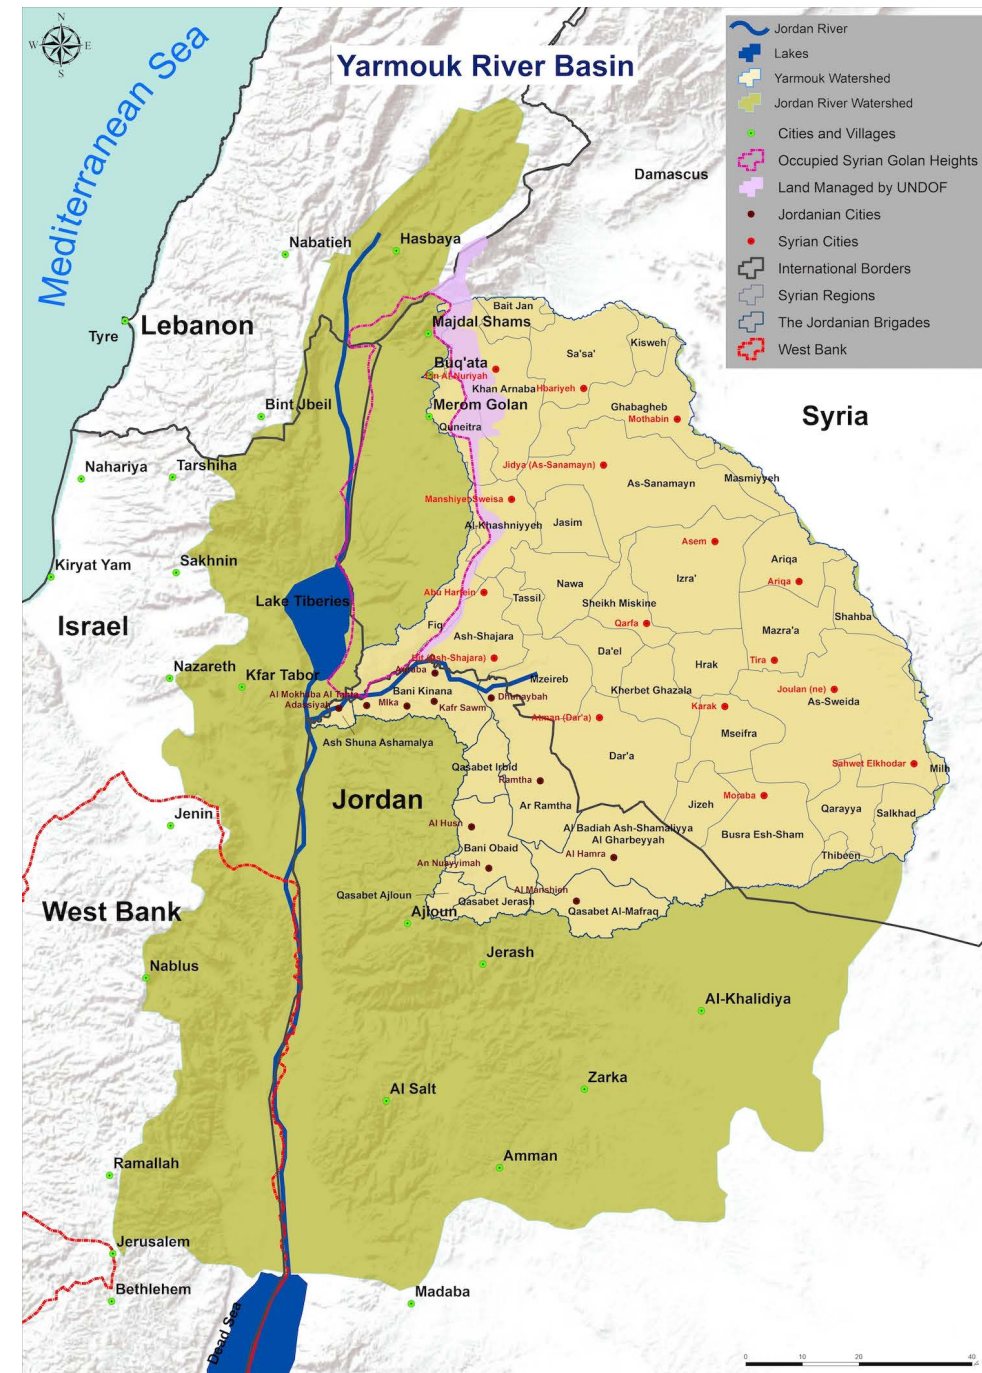 N
W
E
S
Mediterranean Sea
Yarmouk River Basin
Jordan River
Lakes
Yarmouk Watershed
Jordan River Watershed
Cities and Villages
Occupied Syrian Golan Heights
Land Managed by UNDOF
Jordanian Cities
Syrian Cities
International Borders
Syrian Regions
The Jordanian Brigades
West Bank
Damascus
Nabatieh
Hasbaya
Bait Jan
Tyre
Lebanon
Majdal Shams
Sa'sa'
Kisweh
Buq'ata
Khan Arnaba
Hbariyeh
Bint Jbeil
Merom Golan
Ghabagheb
Mothabin
Syria
Quneitra
Nahariya
Tarshiha
Jidya (As-Sanamayn)
As-Sanamayn
Masmiyyeh
Manshiyet Sweisa
Al-Khashniyyeh
Jasim
Asem
Kiryat Yam
Sakhnin
Ariqa
Izra'
Ariqa
Nawa
Abu Hartein
Tassil
Lake Tiberies
Sheikh Miskine
Shahba
Israel
Fiq
Qarfa
Mazra'a
Ash-Shajara
Da'el
Nazareth
Kfar Tabor
Hrak
Tira
Mzeireb
Kherbet Ghazala
Joulan (ne)
Bani Kinana
Dhunaybah
As-Sweida
Adassiyah
Mlka
Kafr Sawm
Karak
Atman (Dar'a)
Mseifra
Ash Shuna Ashamalya
Dar'a
Sahwet Elkhodar
Milh
Qasabet Irbid
Ramtha
Jordan
Moraba
Ar Ramtha
Jizeh
Qarayya
Salkhad
Jenin
Al Husn
Al Badiah Ash-Shamaliyya
Al Gharbeyyah
Busra Esh-Sham
Bani Obaid
Al Hamra
Thibeen
An Nuayyimah
Qasabet Ajloun
Al Manshieh
Qasabet Jerash
Qasabet Al-Mafraq
West Bank
Ajloun
Jerash
Nablus
Al-Khalidiya
Zarka
Al Salt
Amman
Ramallah
Jerusalem
Bethlehem
Madaba
Dead Sea
0
10
20
40